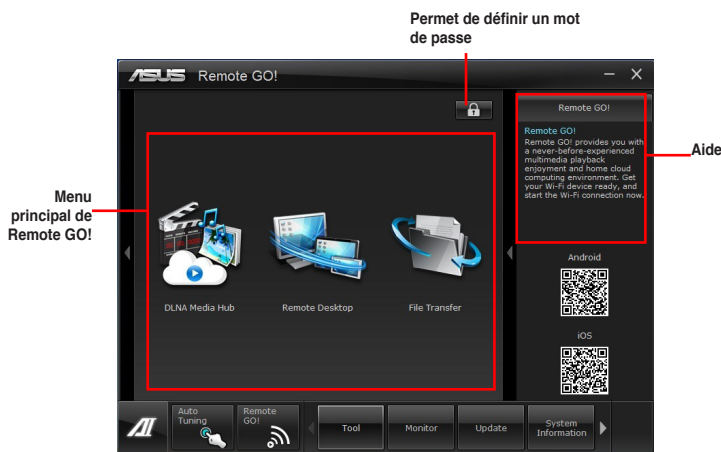 Permet de définir un mot
de passe
ASUS Remote GO!
Remote GO!
Remote GO!
Remote GO! provides you with
a never-before-experienced
multimedia playback
enjoyment and home cloud
computing environment. Get
your Wi-Fi device ready, and
start the Wi-Fi connection now.
Aide
Menu
principal de
Remote GO!
DLNA Media Hub
Remote Desktop
File Transfer
Android
iOS
Auto
Tuning
Remote
GO!
Tool
Monitor
Update
System
Information